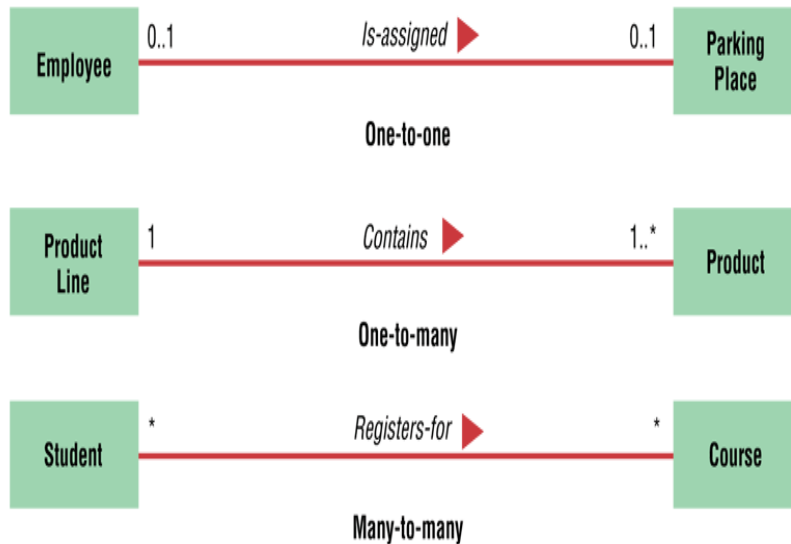 Employee
0..1
Is-assigned
0..1
Parking
Place
One-to-one
Product
Line
1
Contains
1..*
Product
One-to-many
Student
*
Registers-for
*
Course
Many-to-many